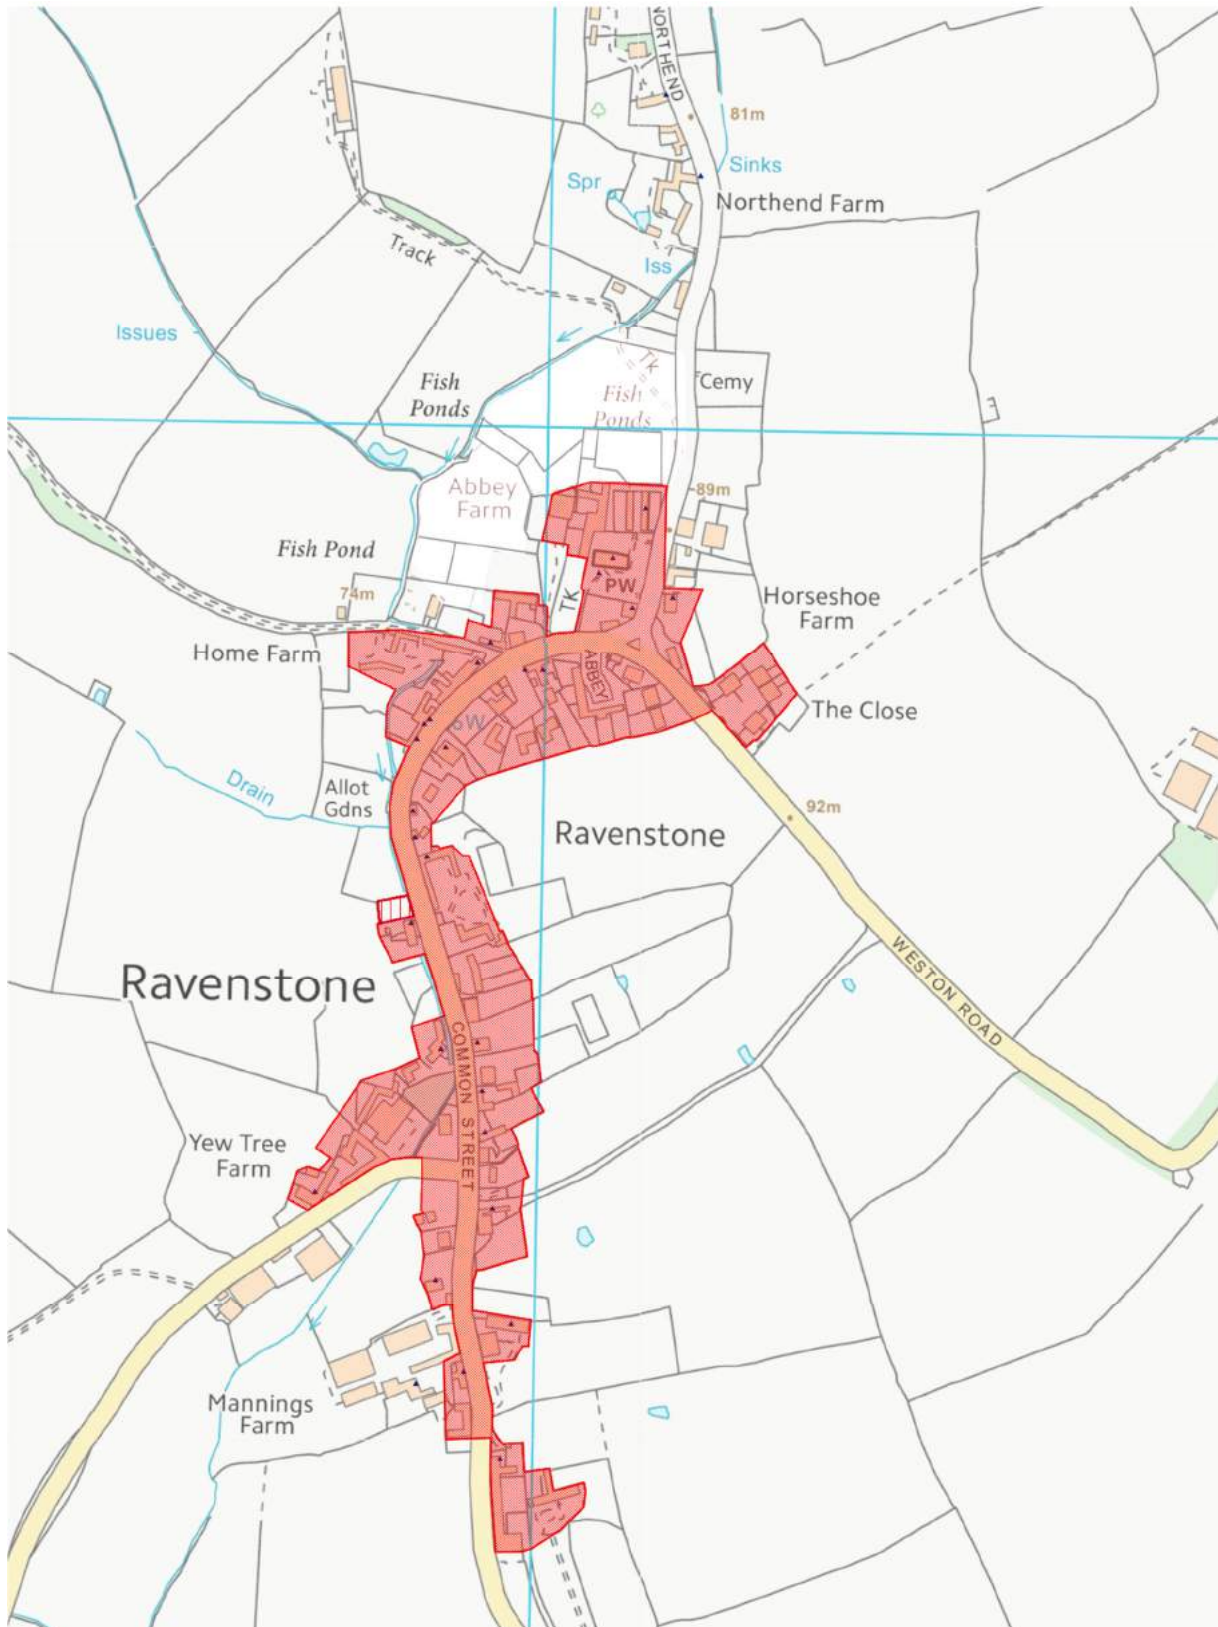 NORTHEND
81m
Sinks
Spr
Northend Farm
Track
Iss
Issues
TK
Cemy
Fish
Ponds
Fish
Ponds
Abbey
Farm
89m
Fish Pond
PW
TK
74m
Horseshoe
Farm
Home Farm
ABBEY
The Close
Drain
Allot
Gdns
92m
Ravenstone
WESTON ROAD
Ravenstone
COMMON STREET
Yew Tree
Farm
Mannings
Farm